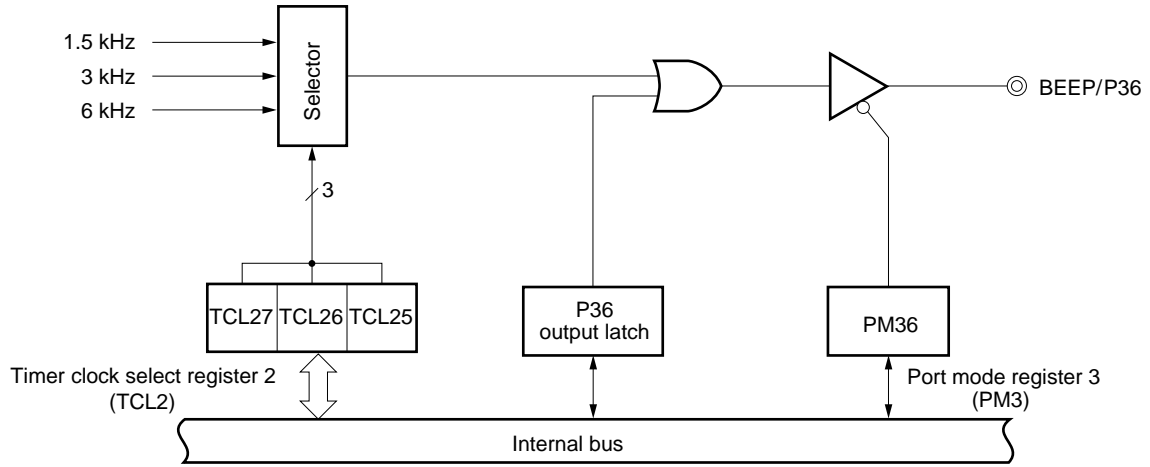 1.5 kHz
3 kHz
6 kHz
Selector
BEEP/P36
3
TCL27 TCL26 TCL25
P36
output latch
PM36
Timer clock select register 2
(TCL2)
Port mode register 3
(PM3)
Internal bus